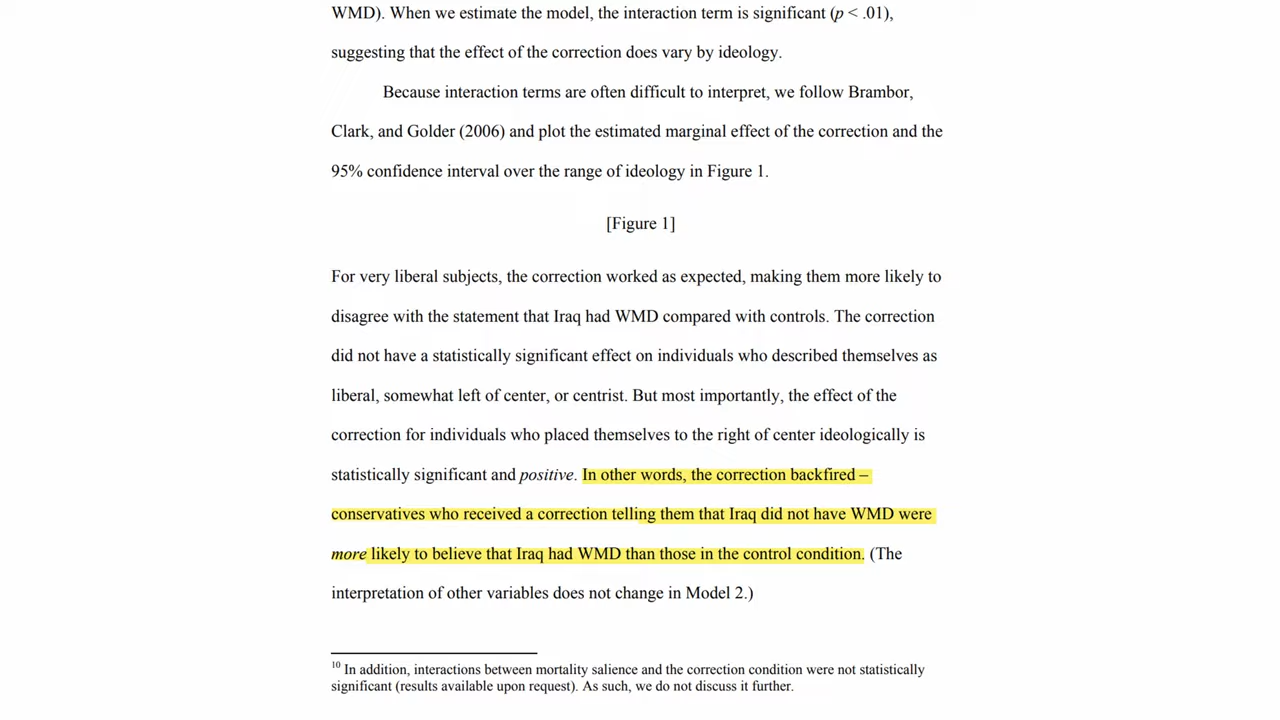 WMD). When we estimate the model, the interaction term is significant (p < .01),
suggesting that the effect of the correction does vary by ideology.
Because interaction terms are often difficult to interpret, we follow Brambor,
Clark, and Golder (2006) and plot the estimated marginal effect of the correction and the
95% confidence interval over the range of ideology in Figure 1.
[Figure 1]
For very liberal subjects, the correction worked as expected, making them more likely to
disagree with the statement that Iraq had WMD compared with controls. The correction
did not have a statistically significant effect on individuals who described themselves as
liberal, somewhat left of center, or centrist. But most importantly, the effect of the
correction for individuals who placed themselves to the right of center ideologically is
statistically significant and positive. In other words, the correction backfired –
conservatives who received a correction telling them that Iraq did not have WMD were
more likely to believe that Iraq had WMD than those in the control condition. (The
interpretation of other variables does not change in Model 2.)
10 In addition, interactions between mortality salience and the correction condition were not statistically
significant (results available upon request). As such, we do not discuss it further.